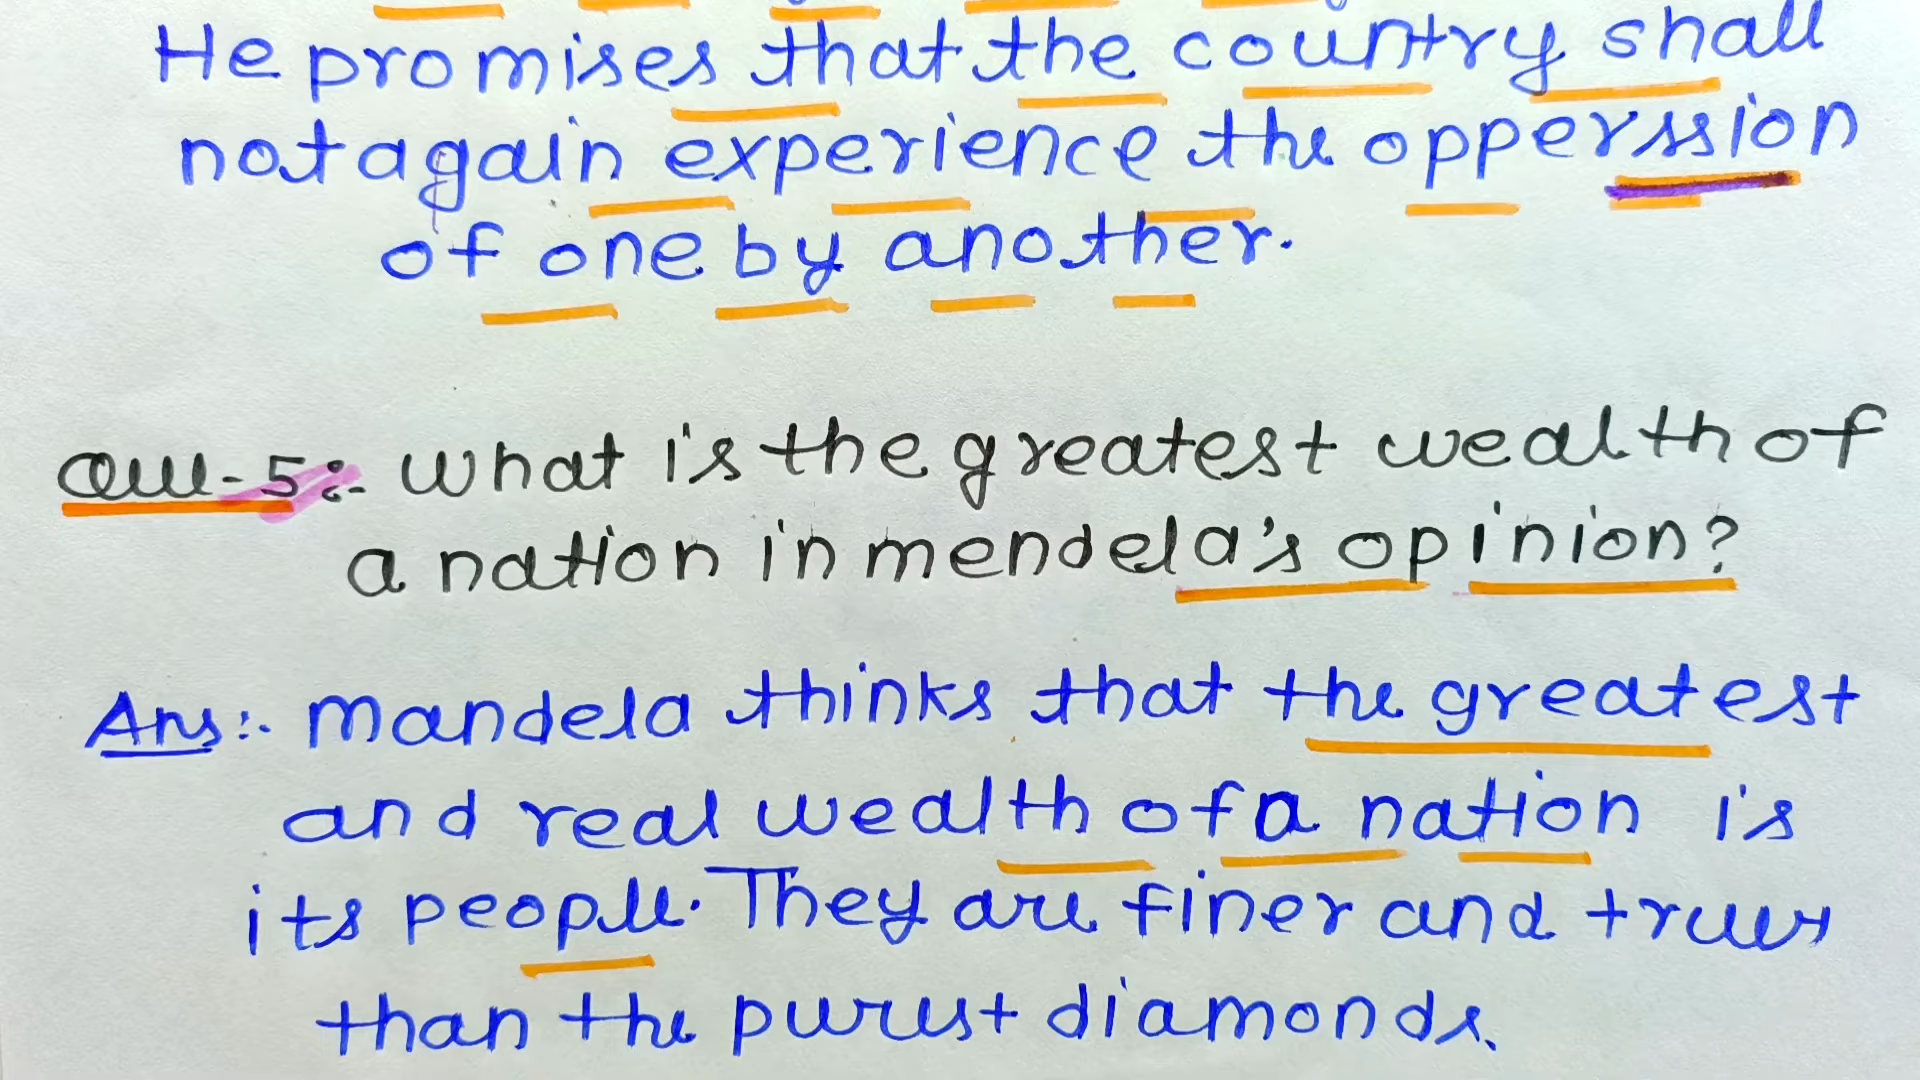 He promises that the country shall
not again experience the opperssion
of one by another.
Que-5:- What is the greatest wealth of
a nation in mendela's opinion?
Ans:- Mandela thinks that the greatest
and real wealth of a nation is
its people. They are finer and truer
than the purest diamonds.